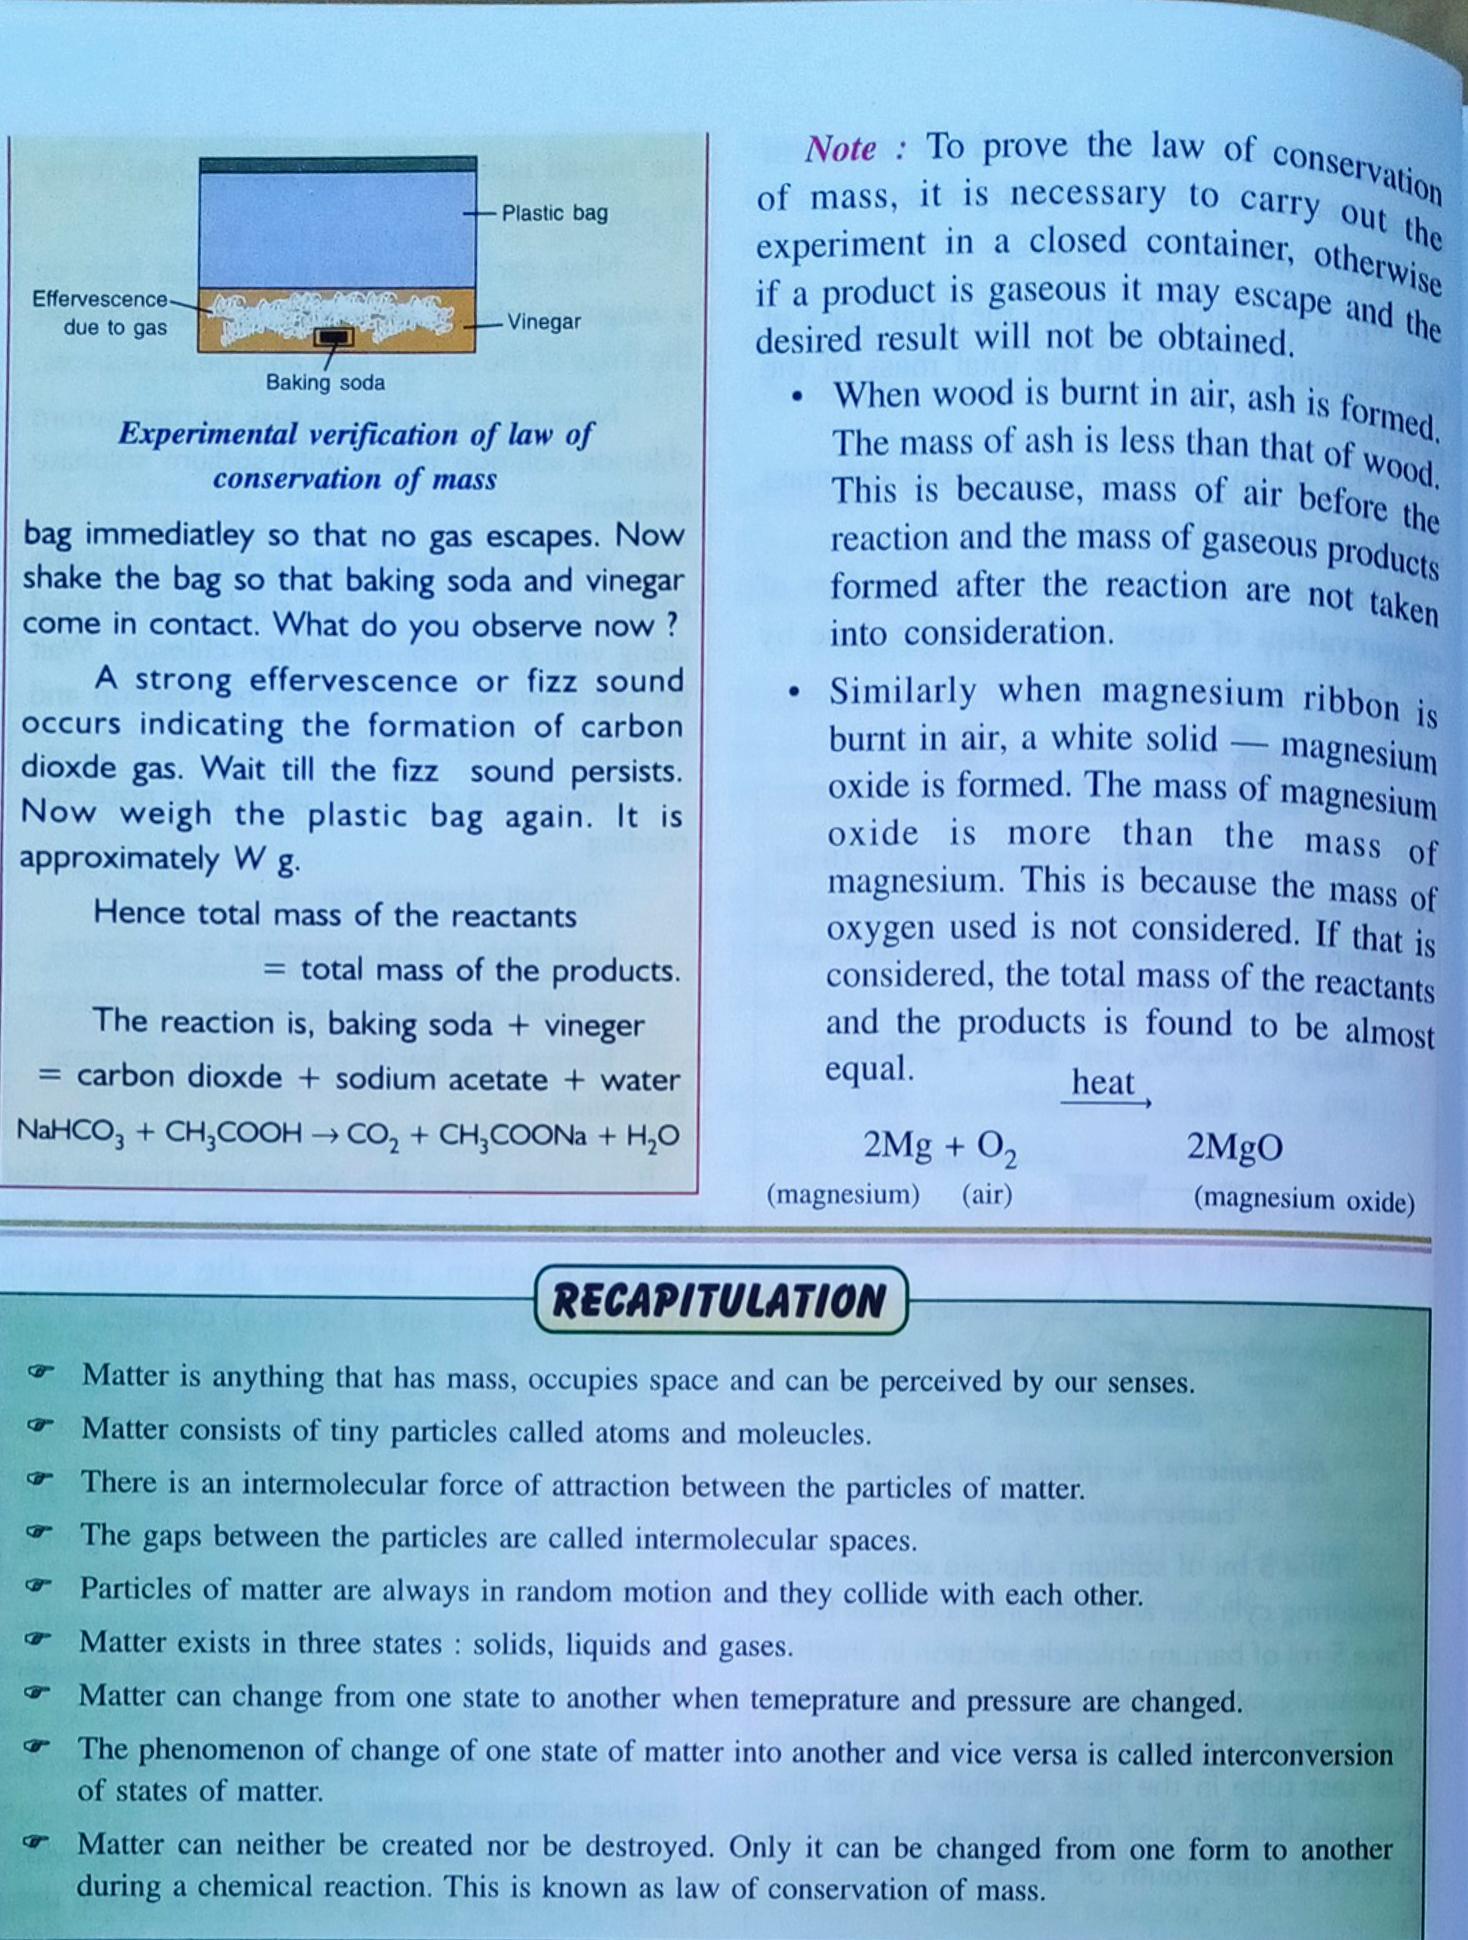 Plastic bag
Effervescence
due to gas
Vinegar
Baking soda
Experimental verification of law of
conservation of mass
bag immediatley so that no gas escapes. Now
shake the bag so that baking soda and vinegar
come in contact. What do you observe now ?
A strong effervescence or fizz sound
occurs indicating the formation of carbon
dioxde gas. Wait till the fizz sound persists.
Now weigh the plastic bag again. It is
approximately W g.
Hence total mass of the reactants
= total mass of the products.
The reaction is, baking soda + vineger
= carbon dioxde + sodium acetate + water
NaHCO₃ + CH₃COOH → CO₂ + CH₃COONa + H₂O
Note : To prove the law of conservation
of mass, it is necessary to carry out the
experiment in a closed container, otherwise
if a product is gaseous it may escape and the
desired result will not be obtained.
• When wood is burnt in air, ash is formed.
The mass of ash is less than that of wood.
This is because, mass of air before the
reaction and the mass of gaseous products
formed after the reaction are not taken
into consideration.
• Similarly when magnesium ribbon is
burnt in air, a white solid — magnesium
oxide is formed. The mass of magnesium
oxide is more than the mass of
magnesium. This is because the mass of
oxygen used is not considered. If that is
considered, the total mass of the reactants
and the products is found to be almost
equal.
heat
2Mg + O₂ → 2MgO
(magnesium) (air) (magnesium oxide)
RECAPITULATION
☞ Matter is anything that has mass, occupies space and can be perceived by our senses.
☞ Matter consists of tiny particles called atoms and moleucles.
☞ There is an intermolecular force of attraction between the particles of matter.
☞ The gaps between the particles are called intermolecular spaces.
☞ Particles of matter are always in random motion and they collide with each other.
☞ Matter exists in three states : solids, liquids and gases.
☞ Matter can change from one state to another when temeprature and pressure are changed.
☞ The phenomenon of change of one state of matter into another and vice versa is called interconversion
of states of matter.
☞ Matter can neither be created nor be destroyed. Only it can be changed from one form to another
during a chemical reaction. This is known as law of conservation of mass.